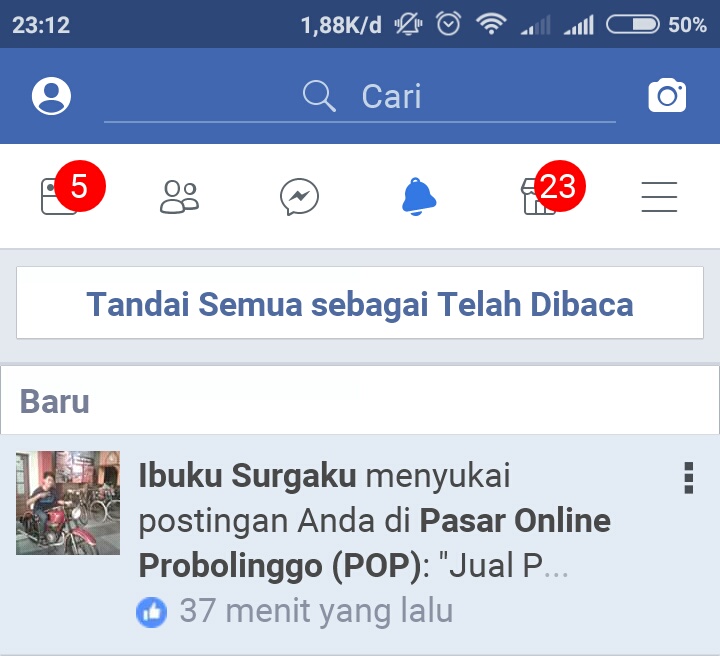 23:12 1,88K/d 50%
Cari
5 23
Tandai Semua sebagai Telah Dibaca
Baru
Ibuku Surgaku menyukai
postingan Anda di Pasar Online
Probolinggo (POP): "Jual P...
37 menit yang lalu